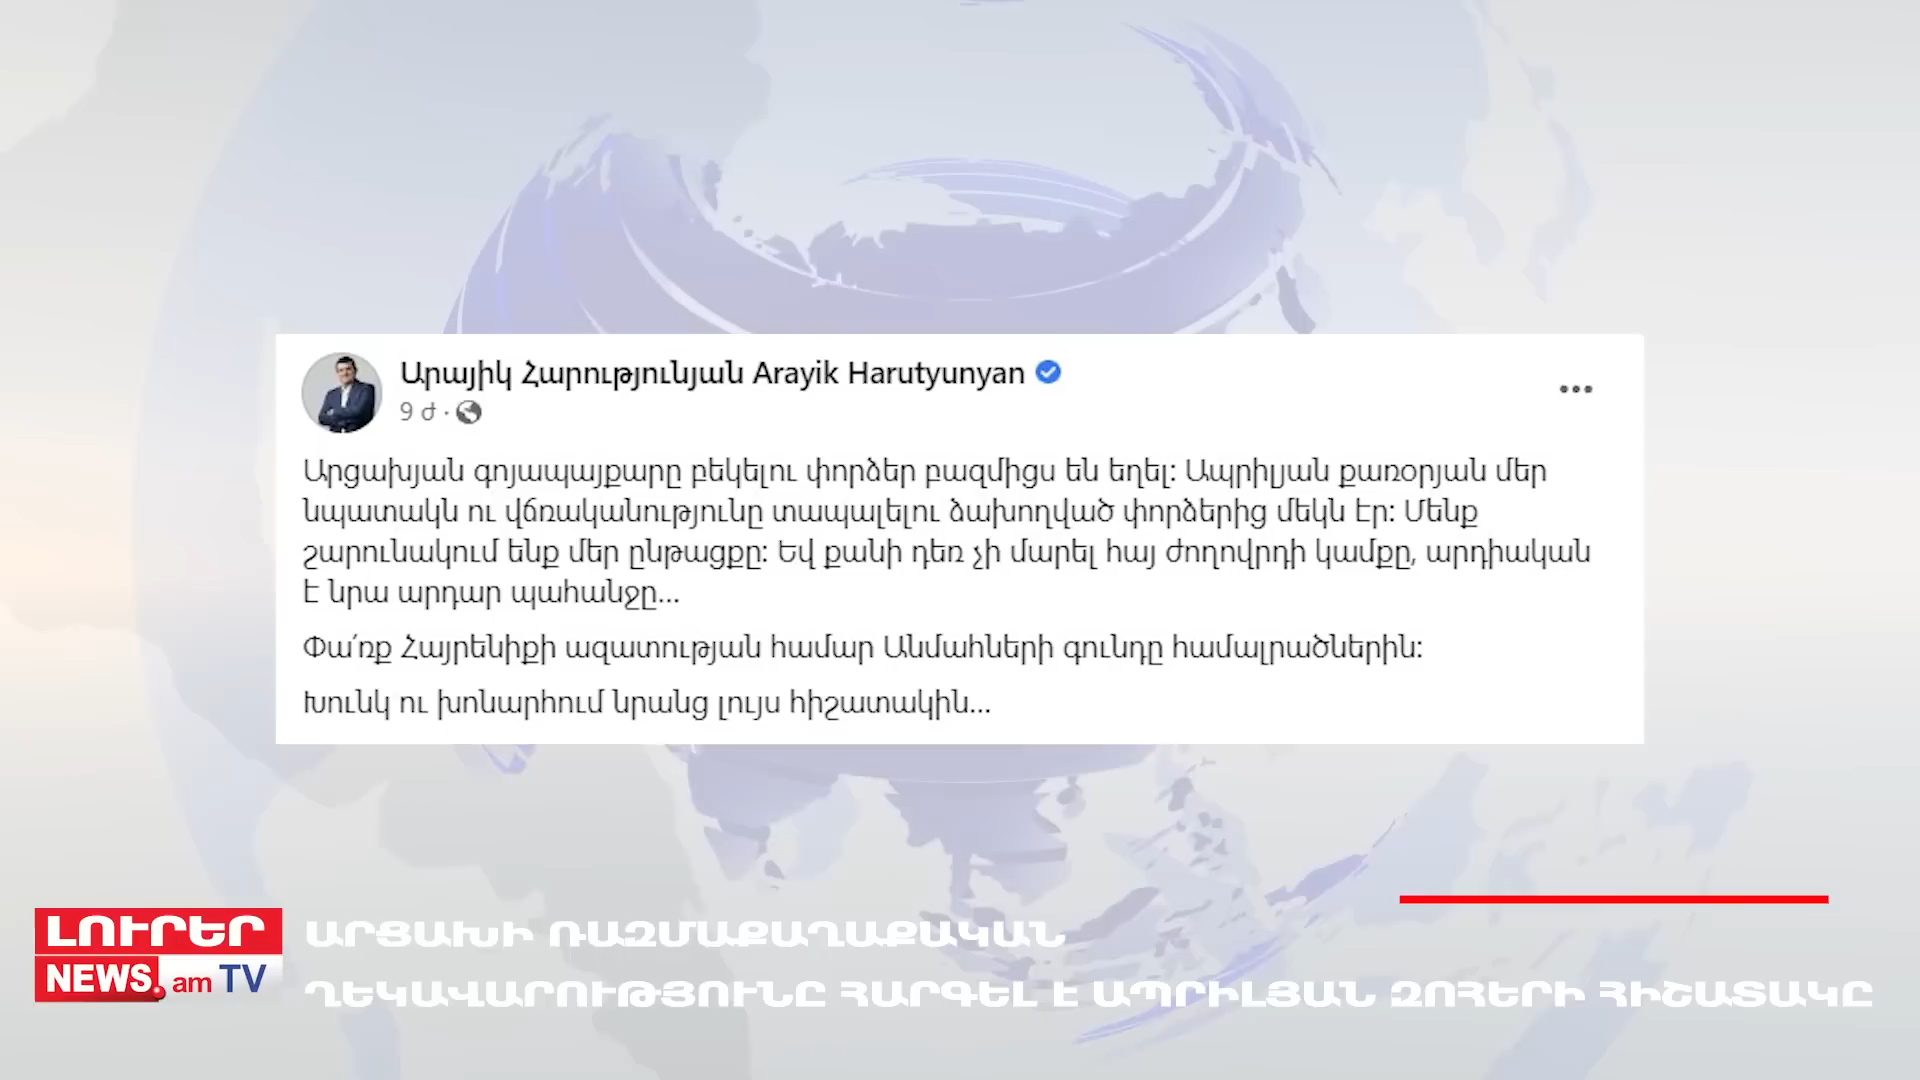 Արայիկ Հարությունյան Arayik Harutyunyan
9 ժ ·
Արցախյան գոյապայքարը բեկելու փորձեր բազմիցս են եղել: Ապրիլյան քառօրյան մեր
նպատակն ու վճռականությունը տապալելու ձախողված փորձերից մեկն էր: Մենք
շարունակում ենք մեր ընթացքը: Եվ քանի դեռ չի մարել հայ ժողովրդի կամքը, արդիական
է նրա արդար պահանջը...
Փա՛ռք Հայրենիքի ազատության համար Անմահների գունդը համալրածներին:
Խունկ ու խոնարհում նրանց լույս հիշատակին...
ԼՈՒՐԵՐ
NEWS.am TV
ԱՐՑԱԽԻ ՌԱԶՄԱՔԱՂԱՔԱԿԱՆ
ՂԵԿԱՎԱՐՈՒԹՅՈՒՆԸ ՀԱՐԳԵԼ Է ԱՊՐԻԼՅԱՆ ԶՈՀԵՐԻ ՀԻՇԱՏԱԿԸ